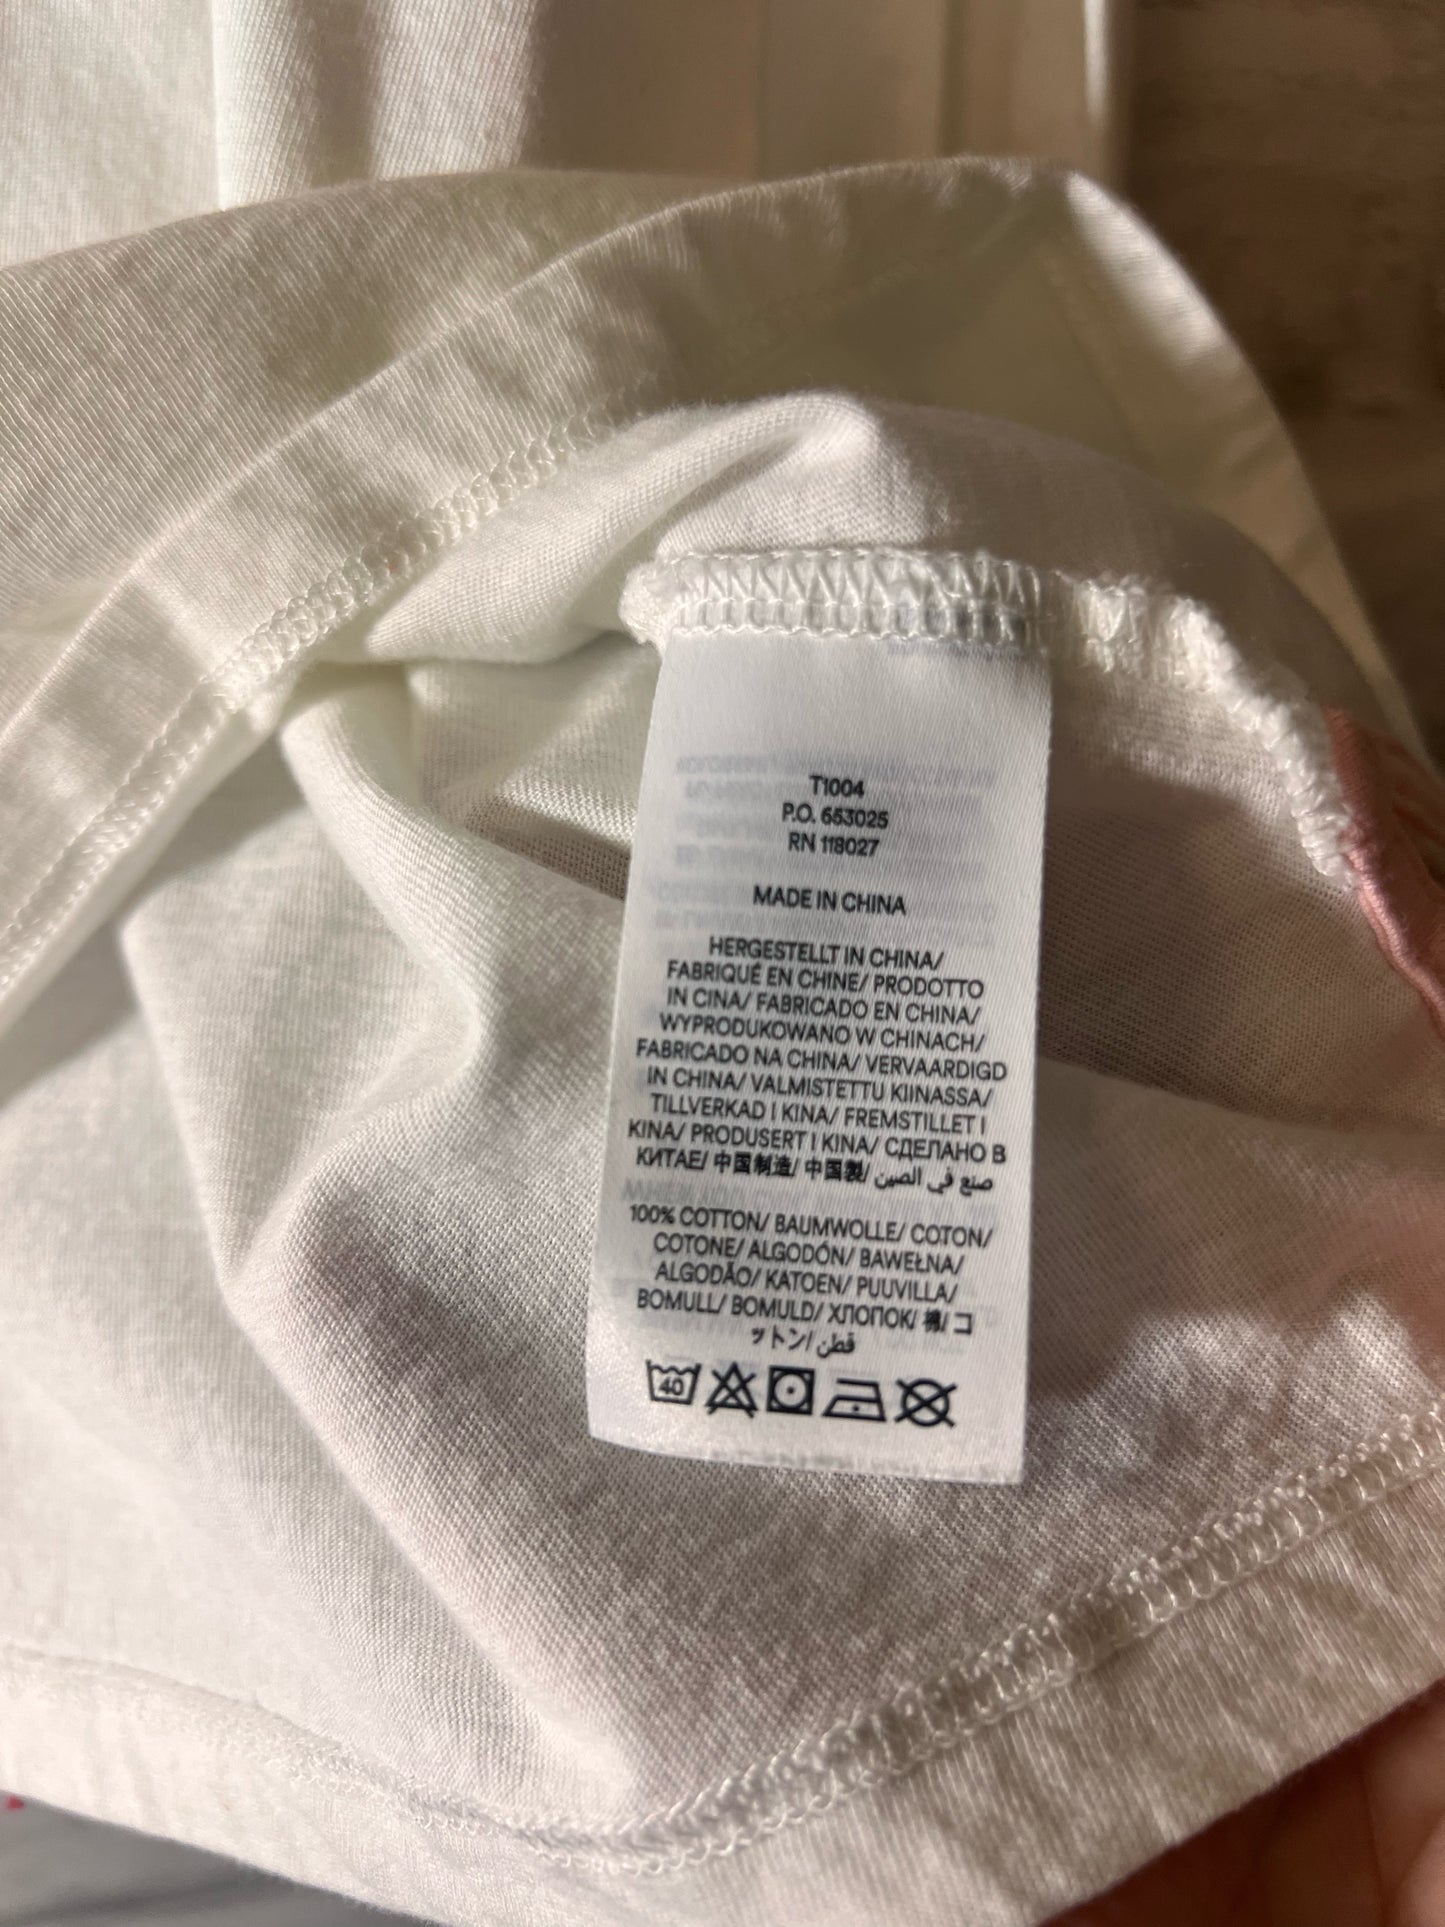 T1004
P.O. 653025
RN 118027
MADE IN CHINA
HERGESTELLT IN CHINA/
FABRIQUÉ EN CHINE/ PRODOTTO
IN CINA/ FABRICADO EN CHINA/
WYPRODUKOWANO W CHINACH/
FABRICADO NA CHINA/ VERVAARDIGD
IN CHINA/ VALMISTETTU KIINASSA/
TILLVERKAD I KINA/ FREMSTILLET I
KINA/ PRODUSERT I KINA/ СДЕЛАНО В
КИТАЕ/ 中国制造/ 中国製/ صنع في الصين
100% COTTON/ BAUMWOLLE/ COTON/
COTONE/ ALGODÓN/ BAWEŁNA/
ALGODÃO/ KATOEN/ PUUVILLA/
BOMULL/ BOMULD/ ХЛОПОК/ 棉/ コ
ットン/ قطن
40